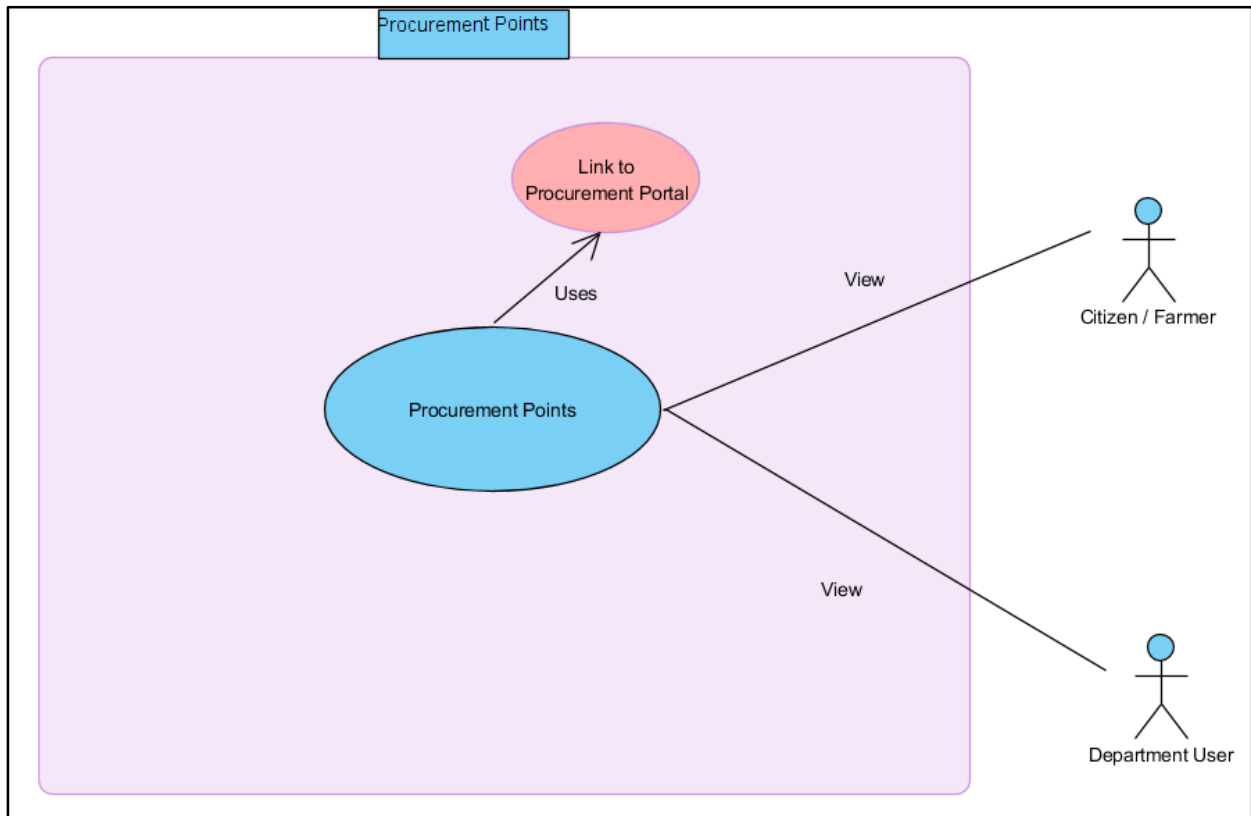 Procurement Points
Link to
Procurement Portal
Uses
View
Citizen / Farmer
Procurement Points
View
Department User